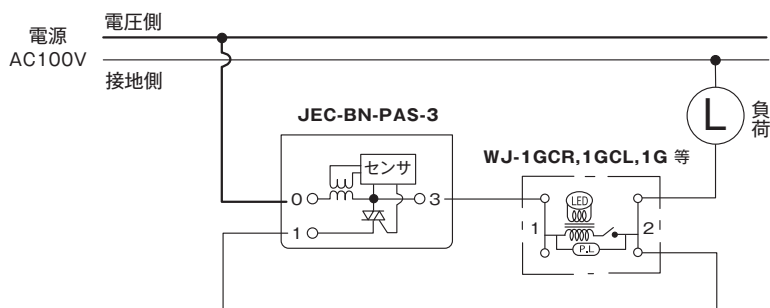 電圧側
電源
AC100V
接地側
JEC-BN-PAS-3
L
負荷
WJ-1GCR,1GCL,1G 等
センサ
0
3
1
LED
1
2
P.L